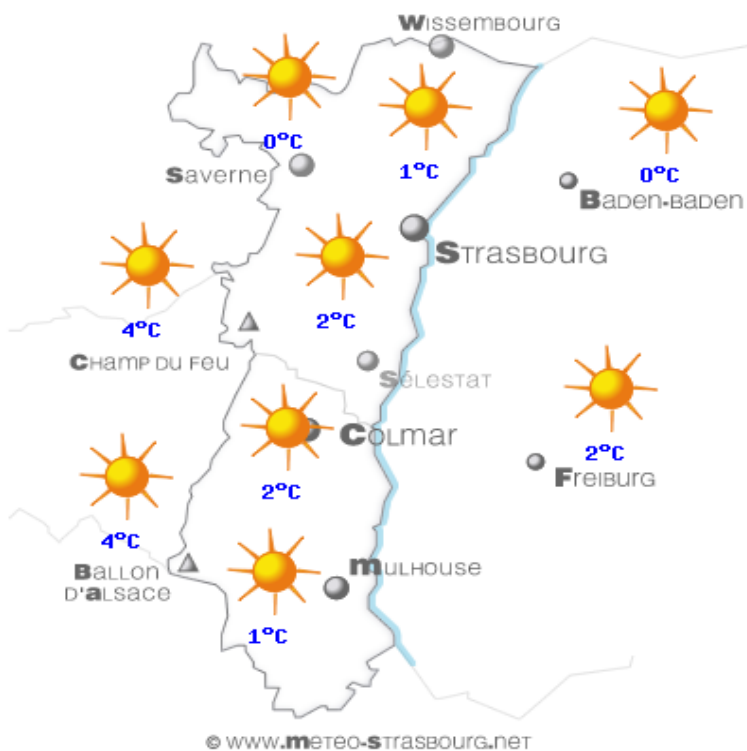 Wissembourg
0°C
1°C
0°C
Saverne
Baden-Baden
Strasbourg
4°C
2°C
Champ du Feu
Sélestat
Colmar
2°C
Freiburg
2°C
4°C
Ballon
d'Alsace
Mulhouse
1°C
© www.meteo-strasbourg.net